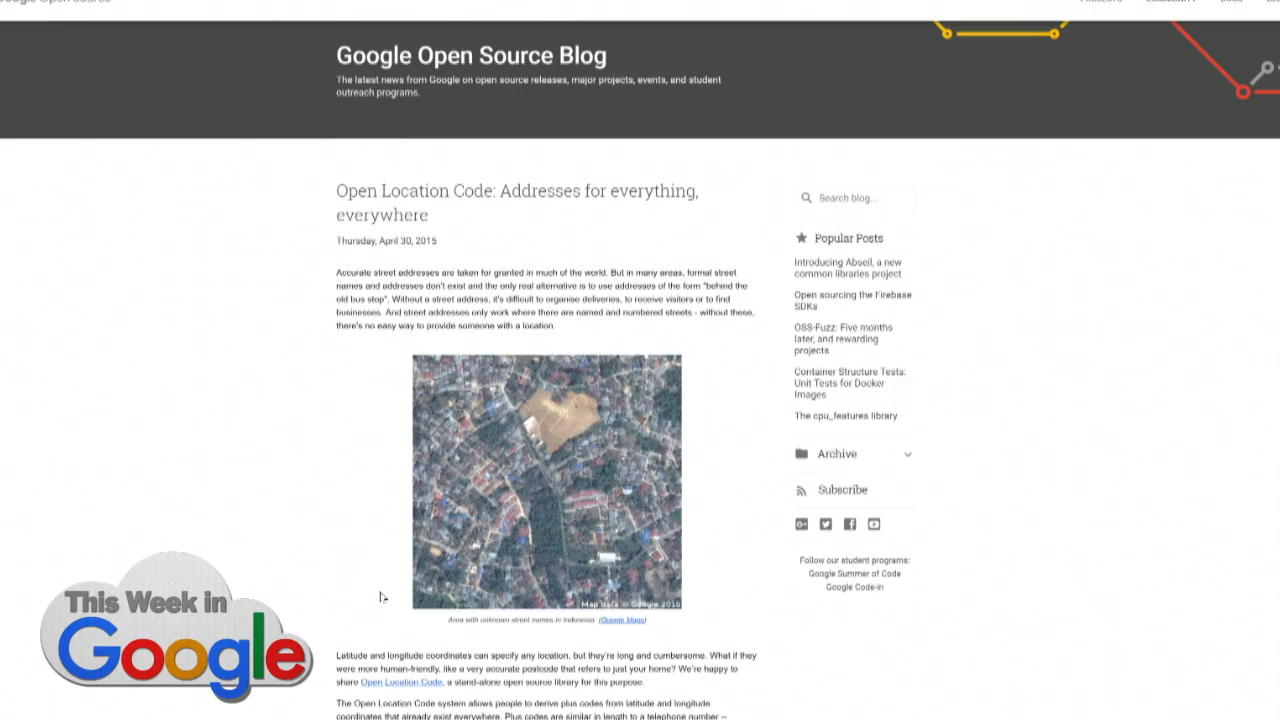 Google Open Source
Google Open Source Blog
The latest news from Google on open source releases, major projects, events, and student
outreach programs.
Open Location Code: Addresses for everything,
everywhere
Thursday, April 30, 2015
Accurate street addresses are taken for granted in much of the world. But in many areas, formal street
names and addresses don't exist and the only real alternative is to use addresses of the form "behind the
old bus stop". Without a street address, it's difficult to organise deliveries, to receive visitors or to find
businesses. And street addresses only work where there are named and numbered streets - without these,
there's no easy way to provide someone with a location.
Map data © Google 2015
Area with unknown street names in Indonesia (Google Maps)
Latitude and longitude coordinates can specify any location, but they're long and cumbersome. What if they
were more human-friendly, like a very accurate postcode that refers to just your home? We're happy to
share Open Location Code, a stand-alone open source library for this purpose.
The Open Location Code system allows people to derive plus codes from latitude and longitude
coordinates that already exist everywhere. Plus codes are similar in length to a telephone number --
Search blog...
Popular Posts
Introducing Abseil, a new
common libraries project
Open sourcing the Firebase
SDKs
OSS-Fuzz: Five months
later, and rewarding
projects
Container Structure Tests:
Unit Tests for Docker
Images
The cpu_features library
Archive
Subscribe
G+
Follow our student programs:
Google Summer of Code
Google Code-in
This Week in
Google